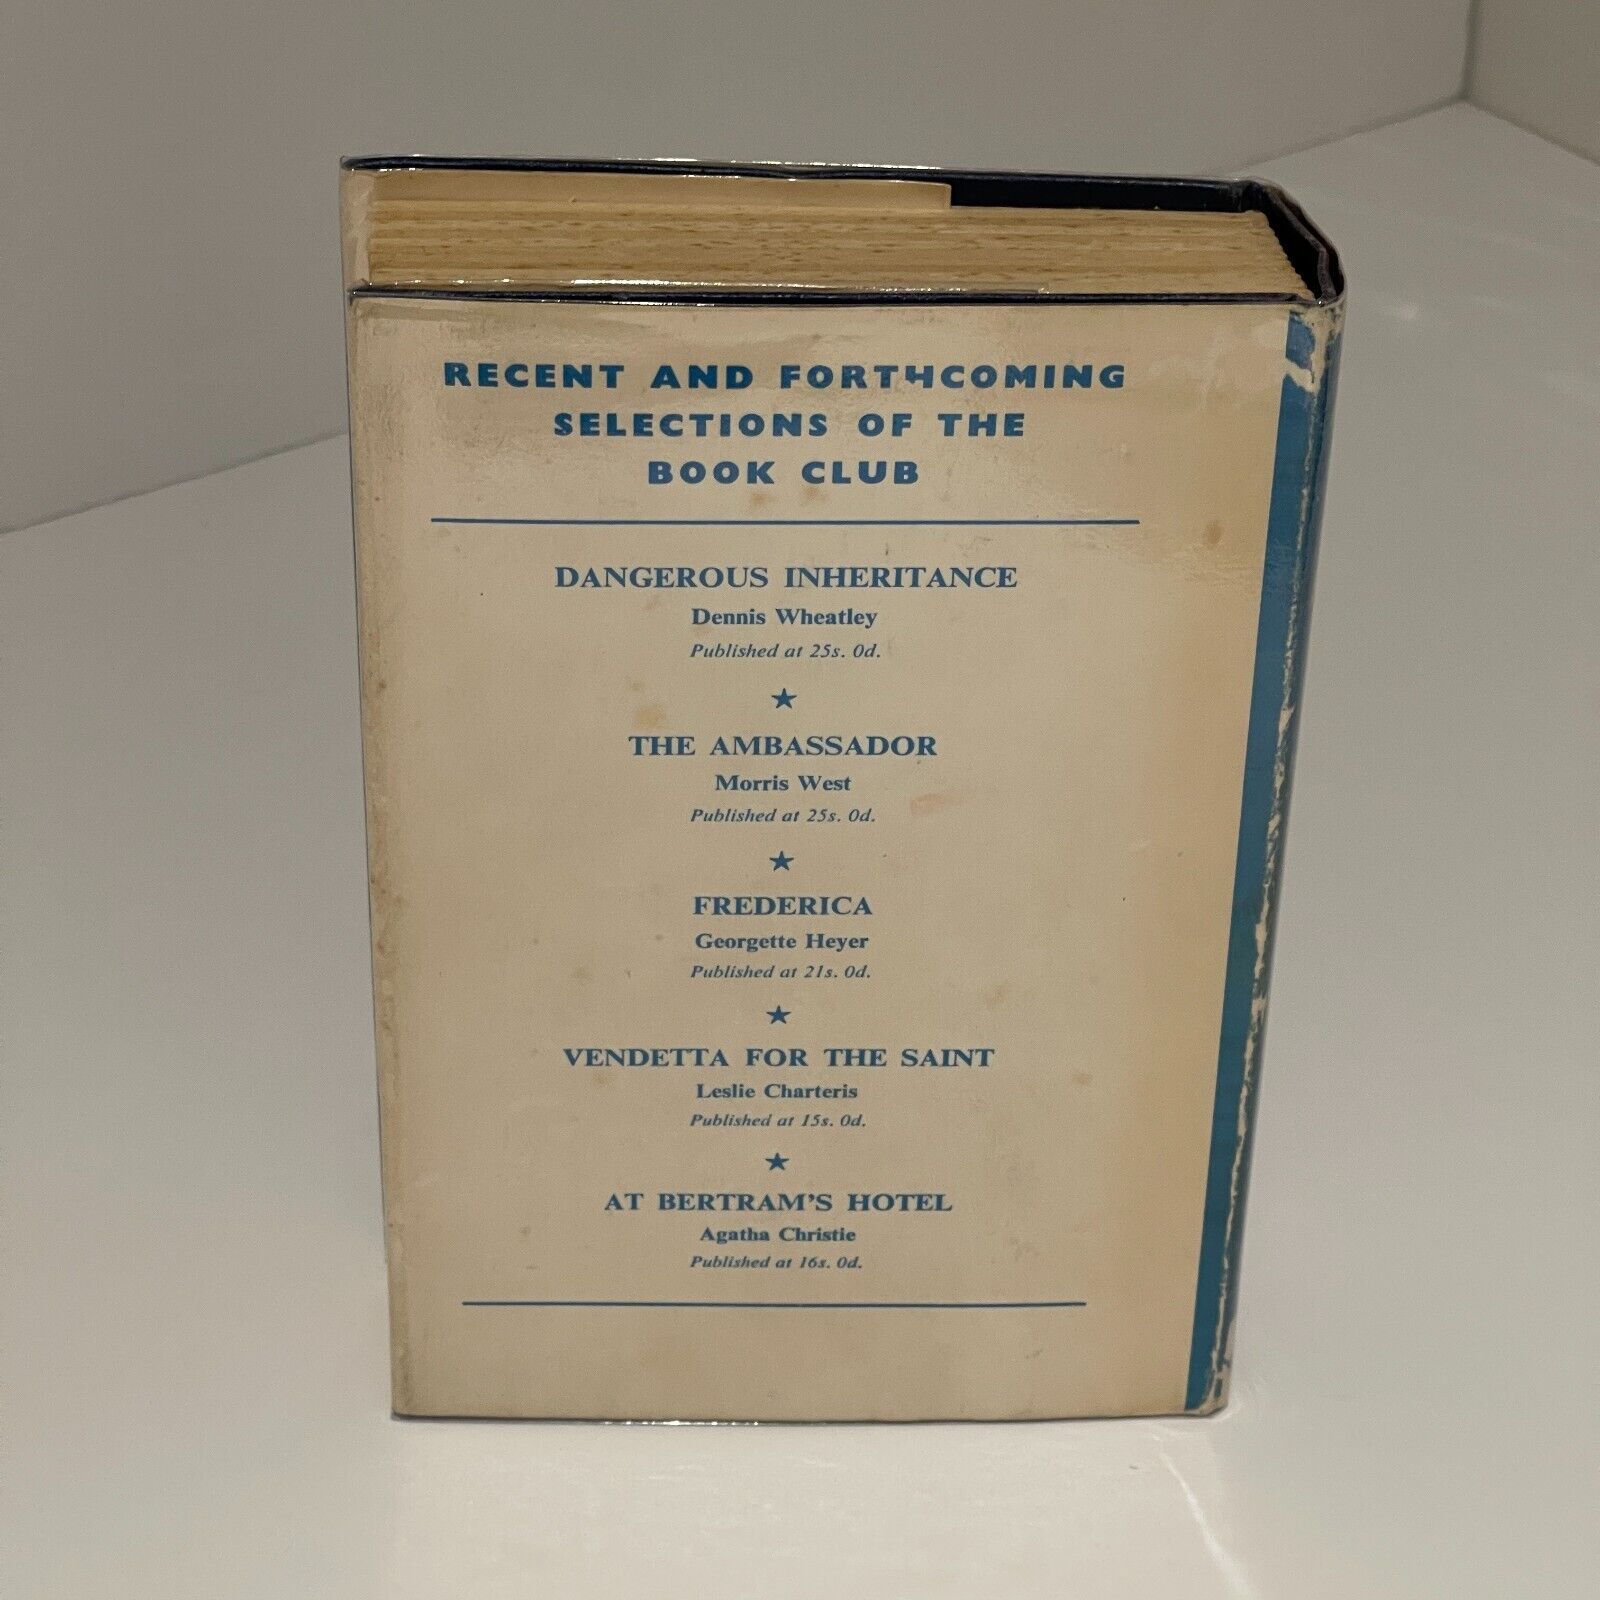 RECENT AND FORTHCOMING
SELECTIONS OF THE
BOOK CLUB
DANGEROUS INHERITANCE
Dennis Wheatley
Published at 25s. 0d.
★
THE AMBASSADOR
Morris West
Published at 25s. 0d.
★
FREDERICA
Georgette Heyer
Published at 21s. 0d.
★
VENDETTA FOR THE SAINT
Leslie Charteris
Published at 15s. 0d.
★
AT BERTRAM'S HOTEL
Agatha Christie
Published at 16s. 0d.